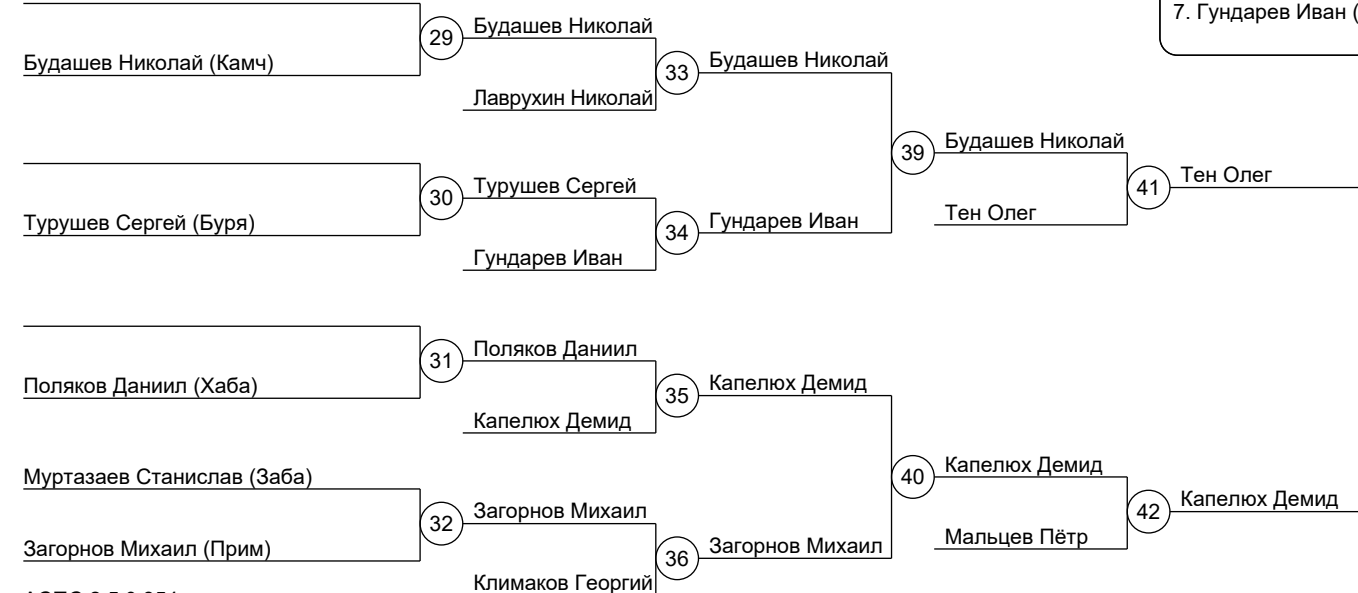 7. Гундарев Иван (
29
Будашев Николай
Будашев Николай (Камч)
33
Будашев Николай
Лаврухин Николай
39
Будашев Николай
30
Турушев Сергей
41
Тен Олег
Турушев Сергей (Буря)
34
Гундарев Иван
Тен Олег
Гундарев Иван
31
Поляков Даниил
Поляков Даниил (Хаба)
35
Капелюх Демид
Капелюх Демид
40
Капелюх Демид
Муртазаев Станислав (Заба)
32
Загорнов Михаил
42
Капелюх Демид
Загорнов Михаил (Прим)
36
Загорнов Михаил
Мальцев Пётр
Климаков Георгий